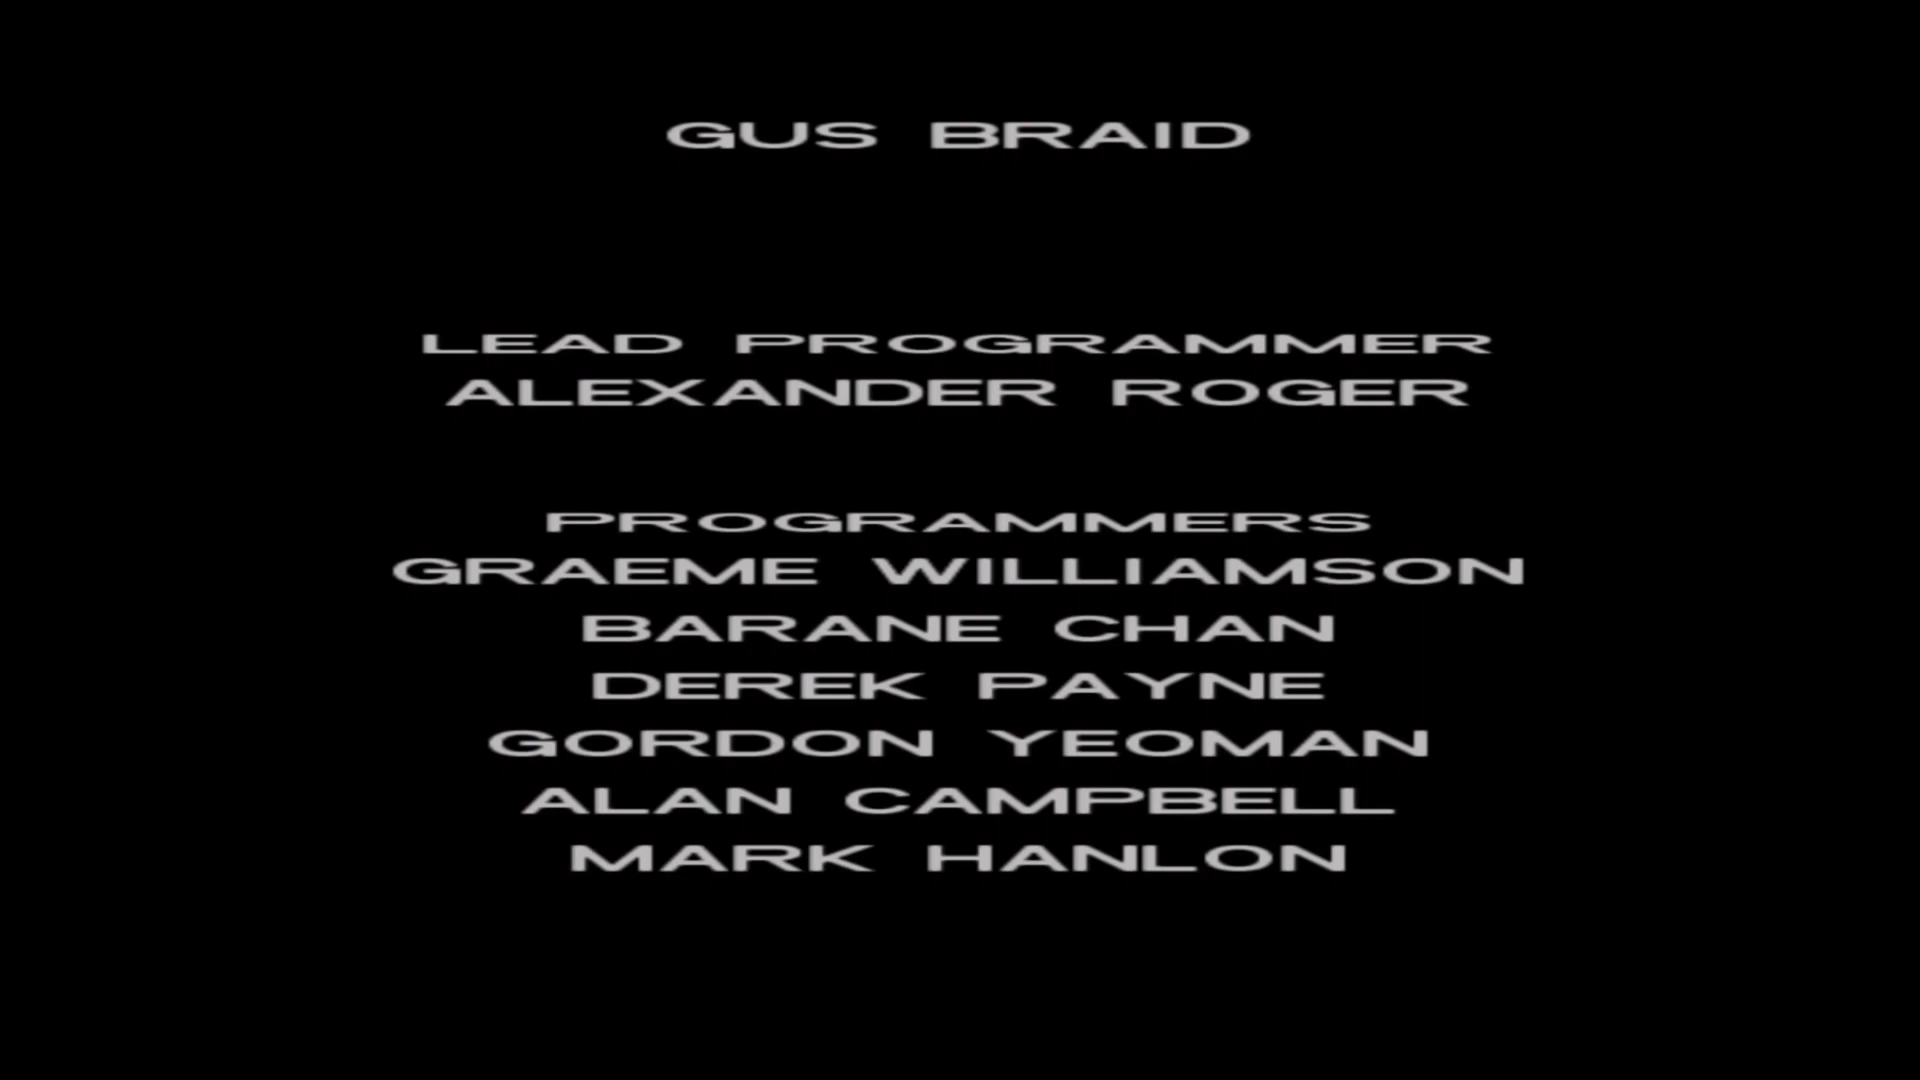 GUS BRAID
LEAD PROGRAMMER
ALEXANDER ROGER
PROGRAMMERS
GRAEME WILLIAMSON
BARANE CHAN
DEREK PAYNE
GORDON YEOMAN
ALAN CAMPBELL
MARK HANLON